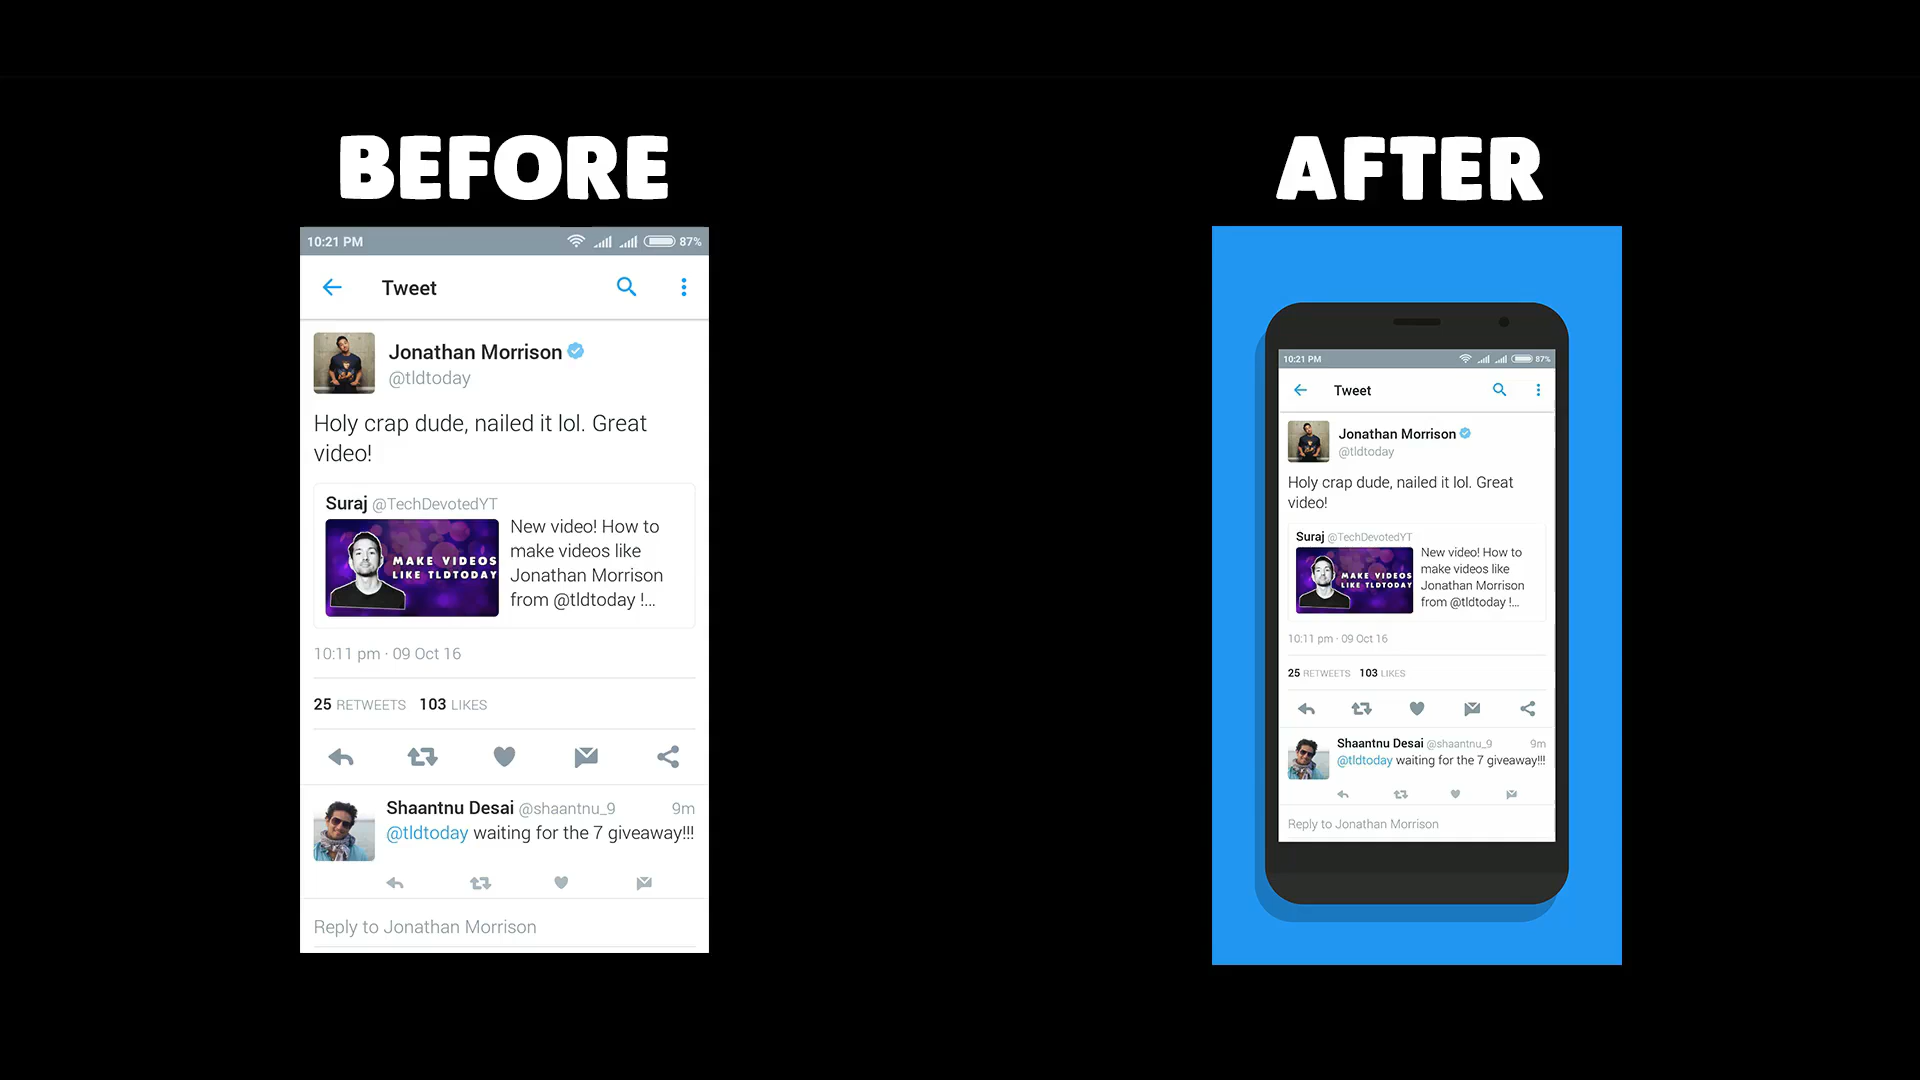 BEFORE
10:21 PM 87%
Tweet
Jonathan Morrison
@tldtoday
Holy crap dude, nailed it lol. Great
video!
Suraj @TechDevotedYT
MAKE VIDEOS
LIKE TLDTODAY
New video! How to
make videos like
Jonathan Morrison
from @tldtoday !...
10:11 pm · 09 Oct 16
25 RETWEETS 103 LIKES
Shaantnu Desai @shaantnu_9 9m
@tldtoday waiting for the 7 giveaway!!!
Reply to Jonathan Morrison
AFTER
10:21 PM 87%
Tweet
Jonathan Morrison
@tldtoday
Holy crap dude, nailed it lol. Great
video!
Suraj @TechDevotedYT
MAKE VIDEOS
LIKE TLDTODAY
New video! How to
make videos like
Jonathan Morrison
from @tldtoday !...
10:11 pm · 09 Oct 16
25 RETWEETS 103 LIKES
Shaantnu Desai @shaantnu_9 9m
@tldtoday waiting for the 7 giveaway!!!
Reply to Jonathan Morrison